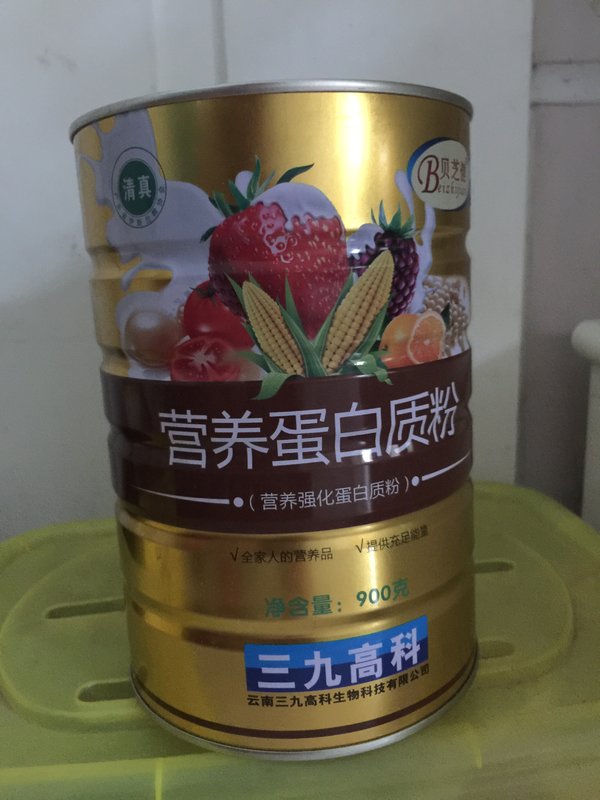 清真
贝芝
营养蛋白质粉
（营养强化蛋白质粉）
√全家人的营养品 √提供充足能量
净含量：900克
三九高科
云南三九高科生物科技有限公司